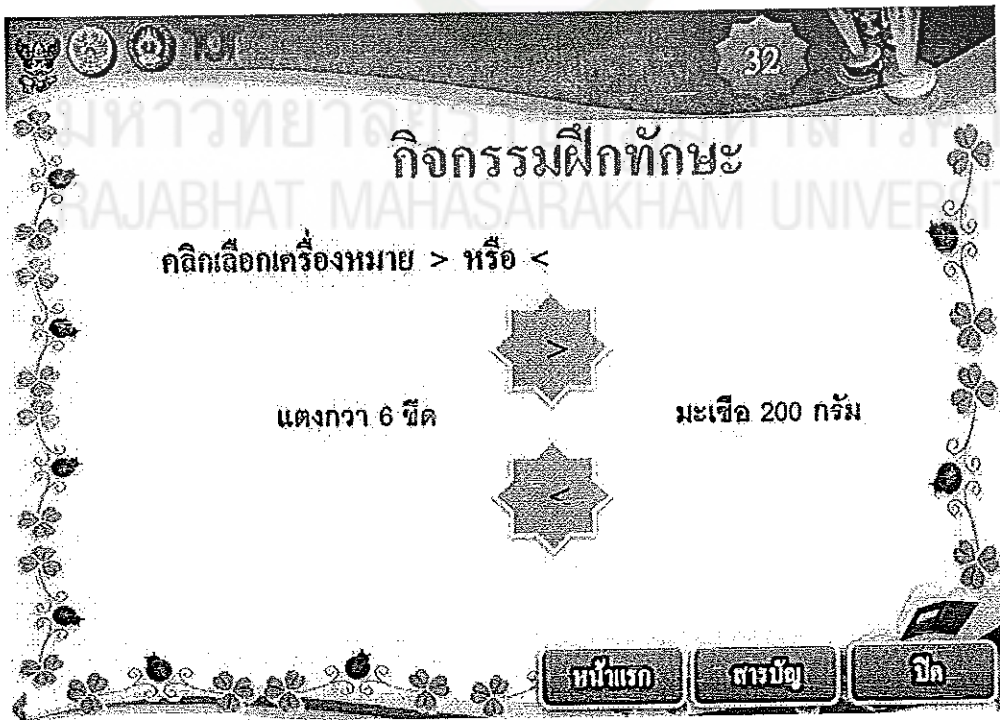 32
กิจกรรมฝึกทักษะ
RAJABHAT MAHASARAKHAM UNIVERSIT
คลิกเลือกเครื่องหมาย > หรือ <
>
แตงกวา 6 ขีด
มะเขือ 200 กรัม
<
หน้าแรก
สารบัญ
ปิด